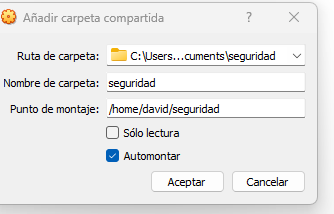 Añadir carpeta compartida
?
Ruta de carpeta: C:\Users...cuments\seguridad
Nombre de carpeta: seguridad
Punto de montaje: /home/david/seguridad
Sólo lectura
Automontar
Aceptar Cancelar